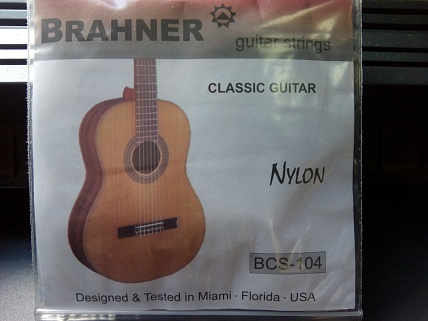 BRAHNER
guitar strings
CLASSIC GUITAR
NYLON
BCS-104
Designed & Tested in Miami · Florida · USA